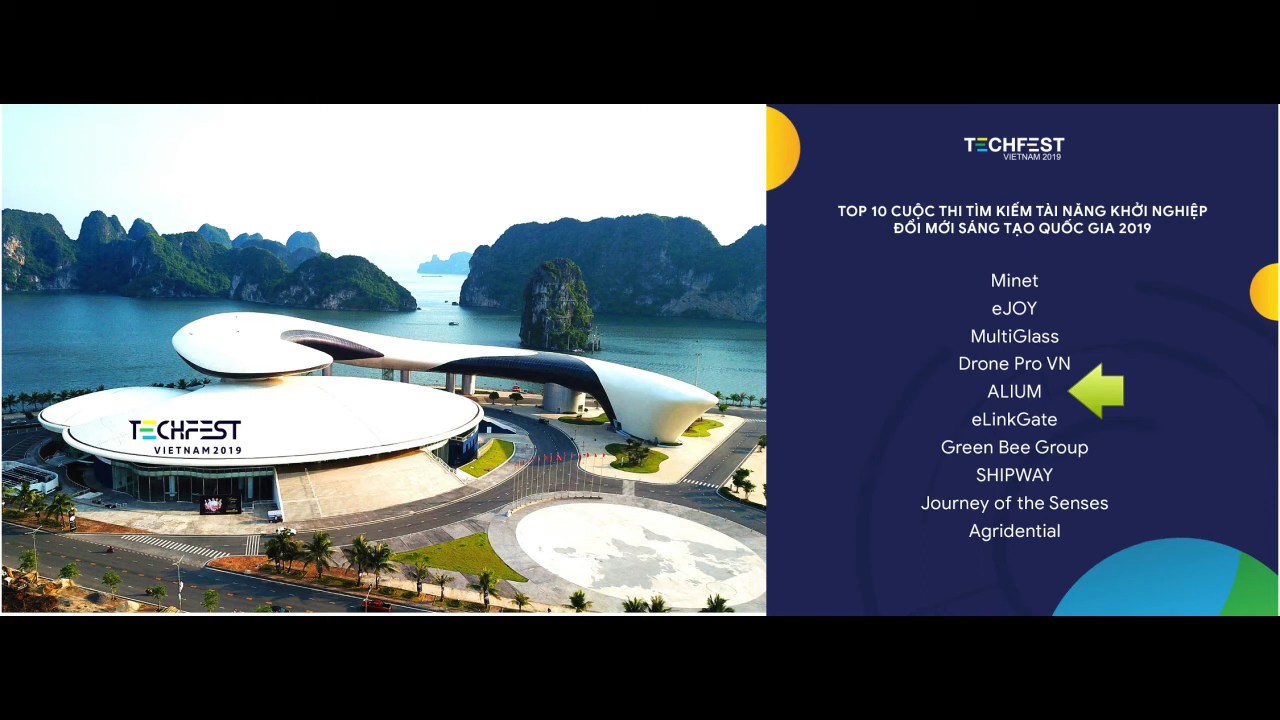 TECHFEST
VIETNAM2019
TECHFEST
VIETNAM 2019
TOP 10 CUỘC THI TÌM KIẾM TÀI NĂNG KHỞI NGHIỆP
ĐỔI MỚI SÁNG TẠO QUỐC GIA 2019
Minet
eJOY
MultiGlass
Drone Pro VN
ALIUM
eLinkGate
Green Bee Group
SHIPWAY
Journey of the Senses
Agridential